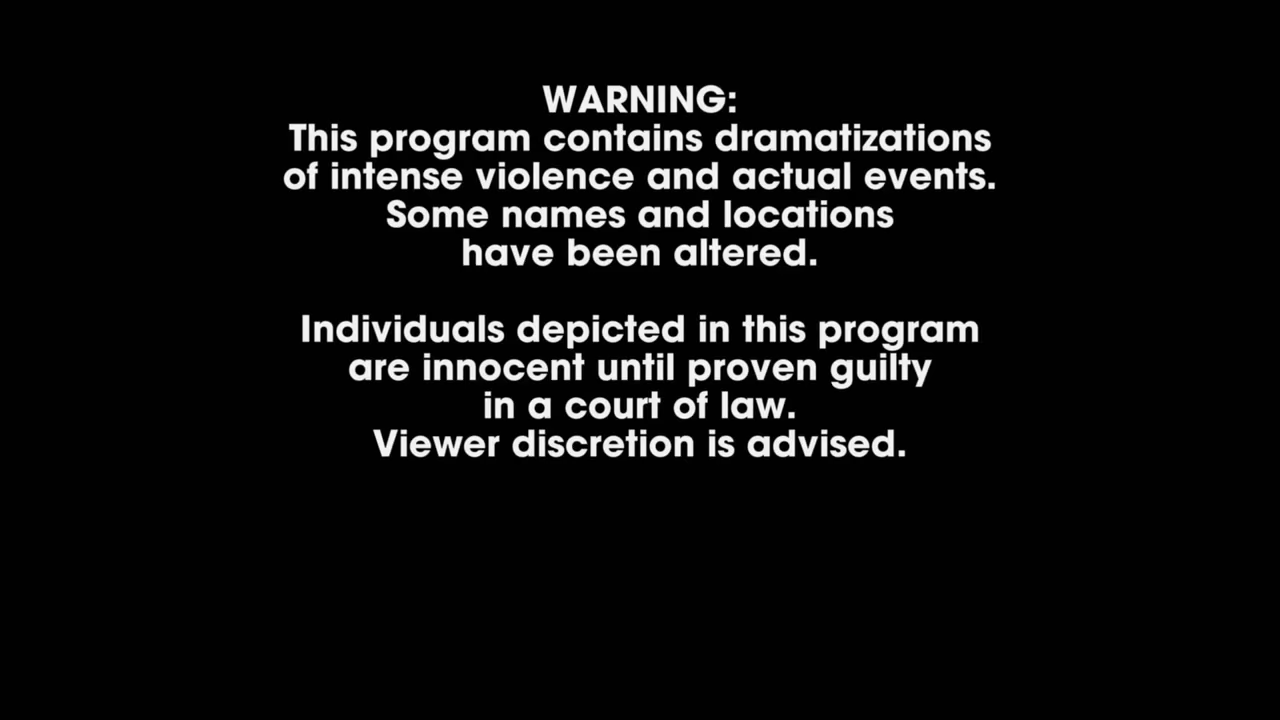 WARNING:
This program contains dramatizations
of intense violence and actual events.
Some names and locations
have been altered.
Individuals depicted in this program
are innocent until proven guilty
in a court of law.
Viewer discretion is advised.